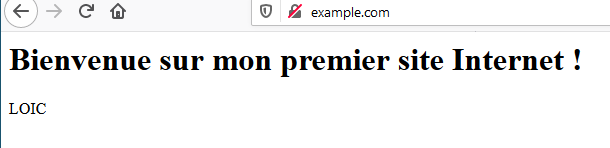 example.com
Bienvenue sur mon premier site Internet !
LOIC